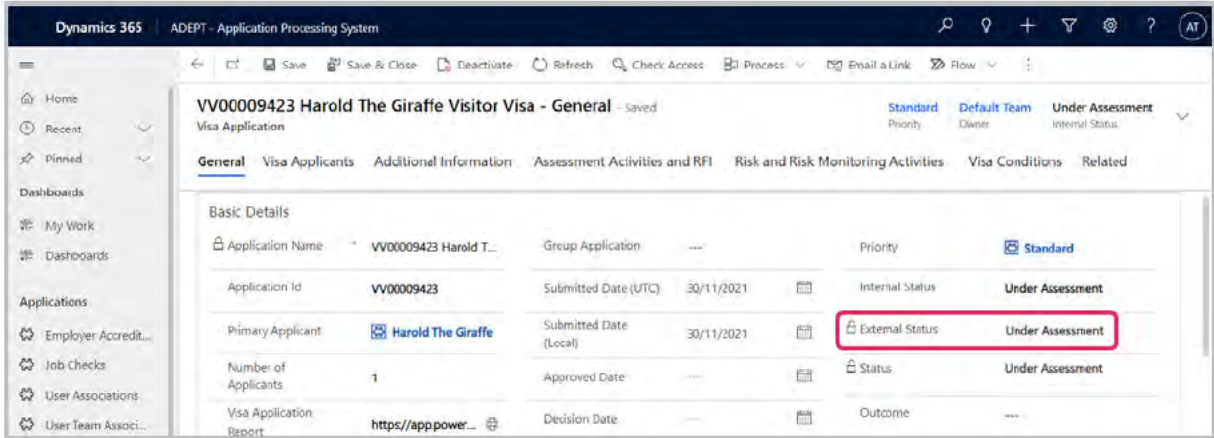 Dynamics 365 ADEPT - Application Processing System AT
Save Save & Close Deactivate Refresh Check Access Process Email a Link Flow
Home
Recent
Pinned
Dashboards
My Work
Dashboards
Applications
Employer Accredit...
Job Checks
User Associations
User Team Associ...
VV00009423 Harold The Giraffe Visitor Visa - General - Saved
Visa Application
Standard
Priority
Default Team
Owner
Under Assessment
Internal Status
General Visa Applicants Additional Information Assessment Activities and RFI Risk and Risk Monitoring Activities Visa Conditions Related
Basic Details
Application Name * VV00009423 Harold T...
Application Id VV00009423
Primary Applicant Harold The Giraffe
Number of
Applicants
1
Visa Application
Report
https://app.power...
Group Application ---
Submitted Date (UTC) 30/11/2021
Submitted Date
(Local)
30/11/2021
Approved Date ---
Decision Date ---
Priority Standard
Internal Status Under Assessment
External Status Under Assessment
Status Under Assessment
Outcome ---